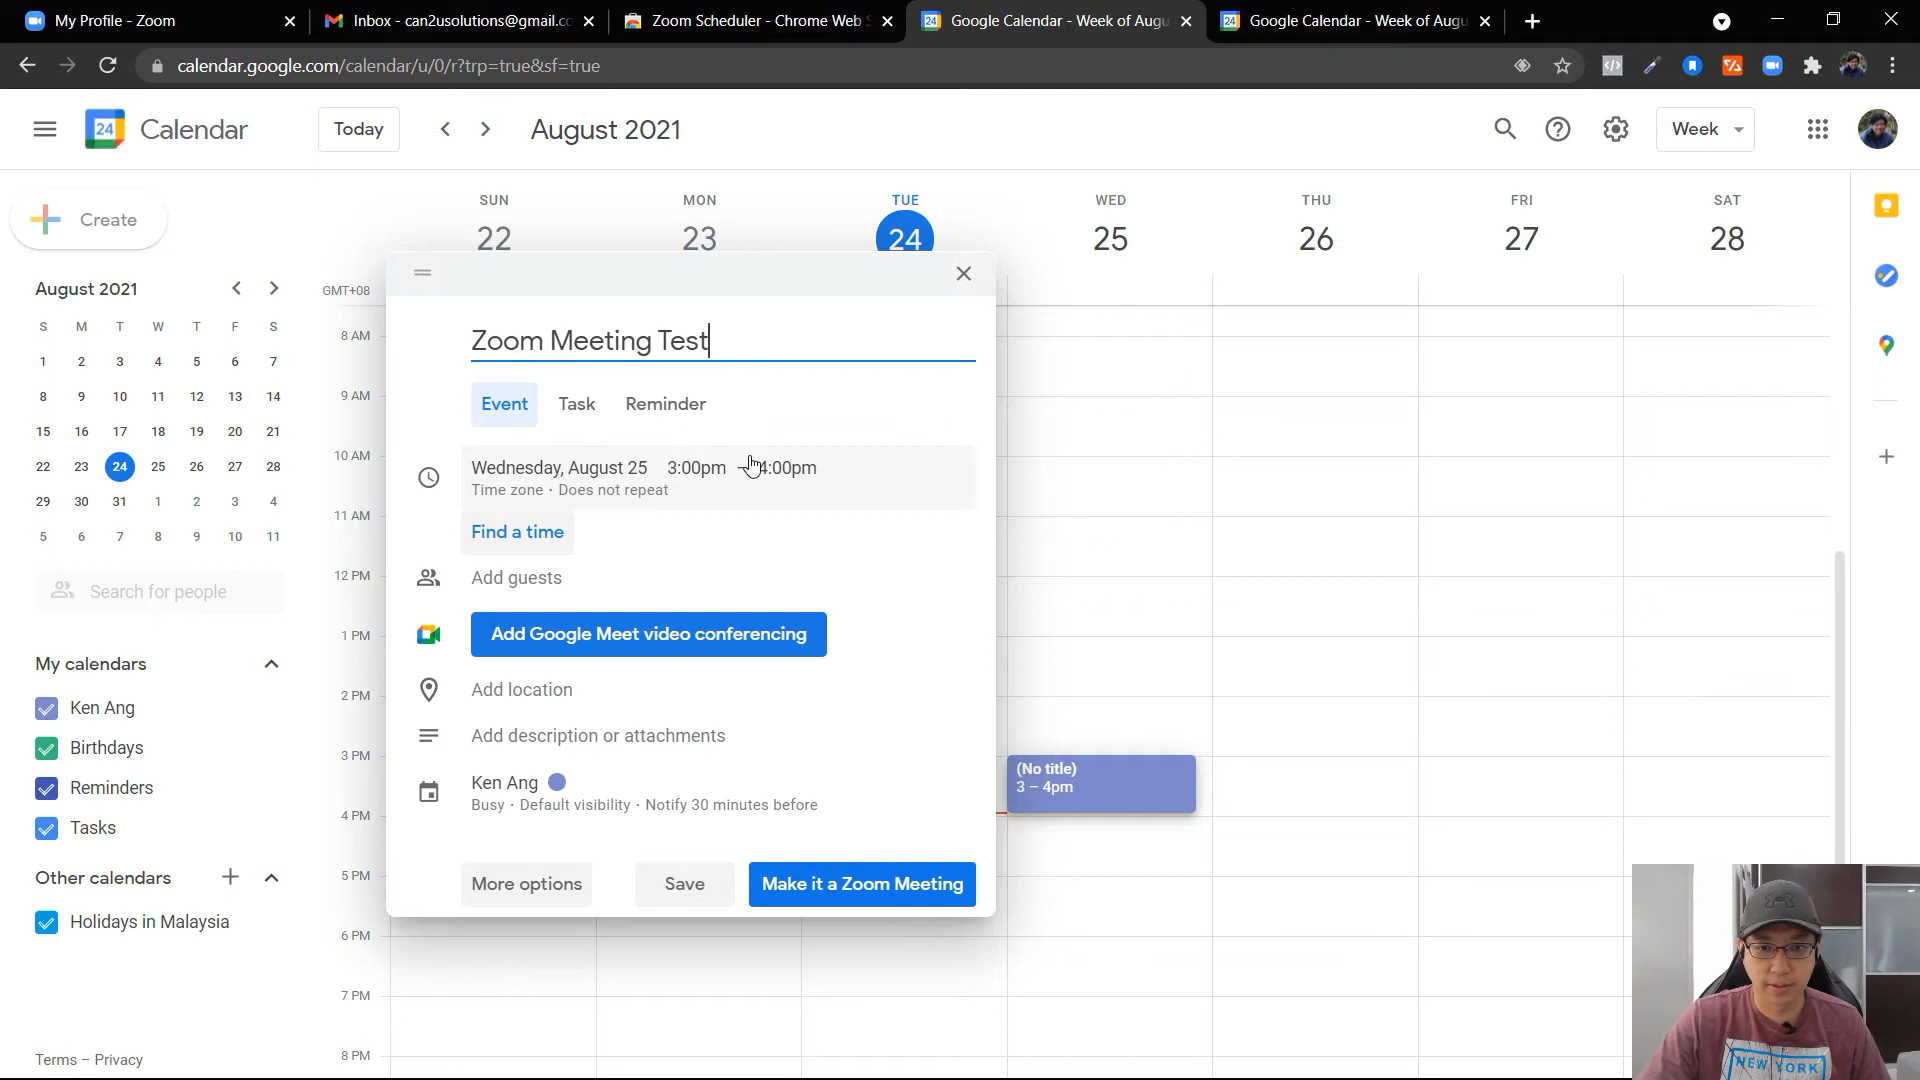 My Profile - Zoom
Inbox - can2usolutions@gmail.cc
Zoom Scheduler - Chrome Web S
Google Calendar - Week of Augu
Google Calendar - Week of Augu
calendar.google.com/calendar/u/0/r?trp=true&sf=true
24
Calendar
Today
August 2021
Week
Create
SUN
MON
TUE
WED
THU
FRI
SAT
22
23
24
25
26
27
28
August 2021
S M T W T F S
1 2 3 4 5 6 7
8 9 10 11 12 13 14
15 16 17 18 19 20 21
22 23 24 25 26 27 28
29 30 31 1 2 3 4
5 6 7 8 9 10 11
Search for people
My calendars
Ken Ang
Birthdays
Reminders
Tasks
Other calendars
Holidays in Malaysia
Terms – Privacy
GMT+08
8 AM
9 AM
10 AM
11 AM
12 PM
1 PM
2 PM
3 PM
4 PM
5 PM
6 PM
7 PM
8 PM
Zoom Meeting Test
Event
Task
Reminder
Wednesday, August 25 3:00pm – 4:00pm
Time zone · Does not repeat
Find a time
Add guests
Add Google Meet video conferencing
Add location
Add description or attachments
Ken Ang
Busy · Default visibility · Notify 30 minutes before
More options
Save
Make it a Zoom Meeting
(No title)
3 – 4pm
NEW YORK